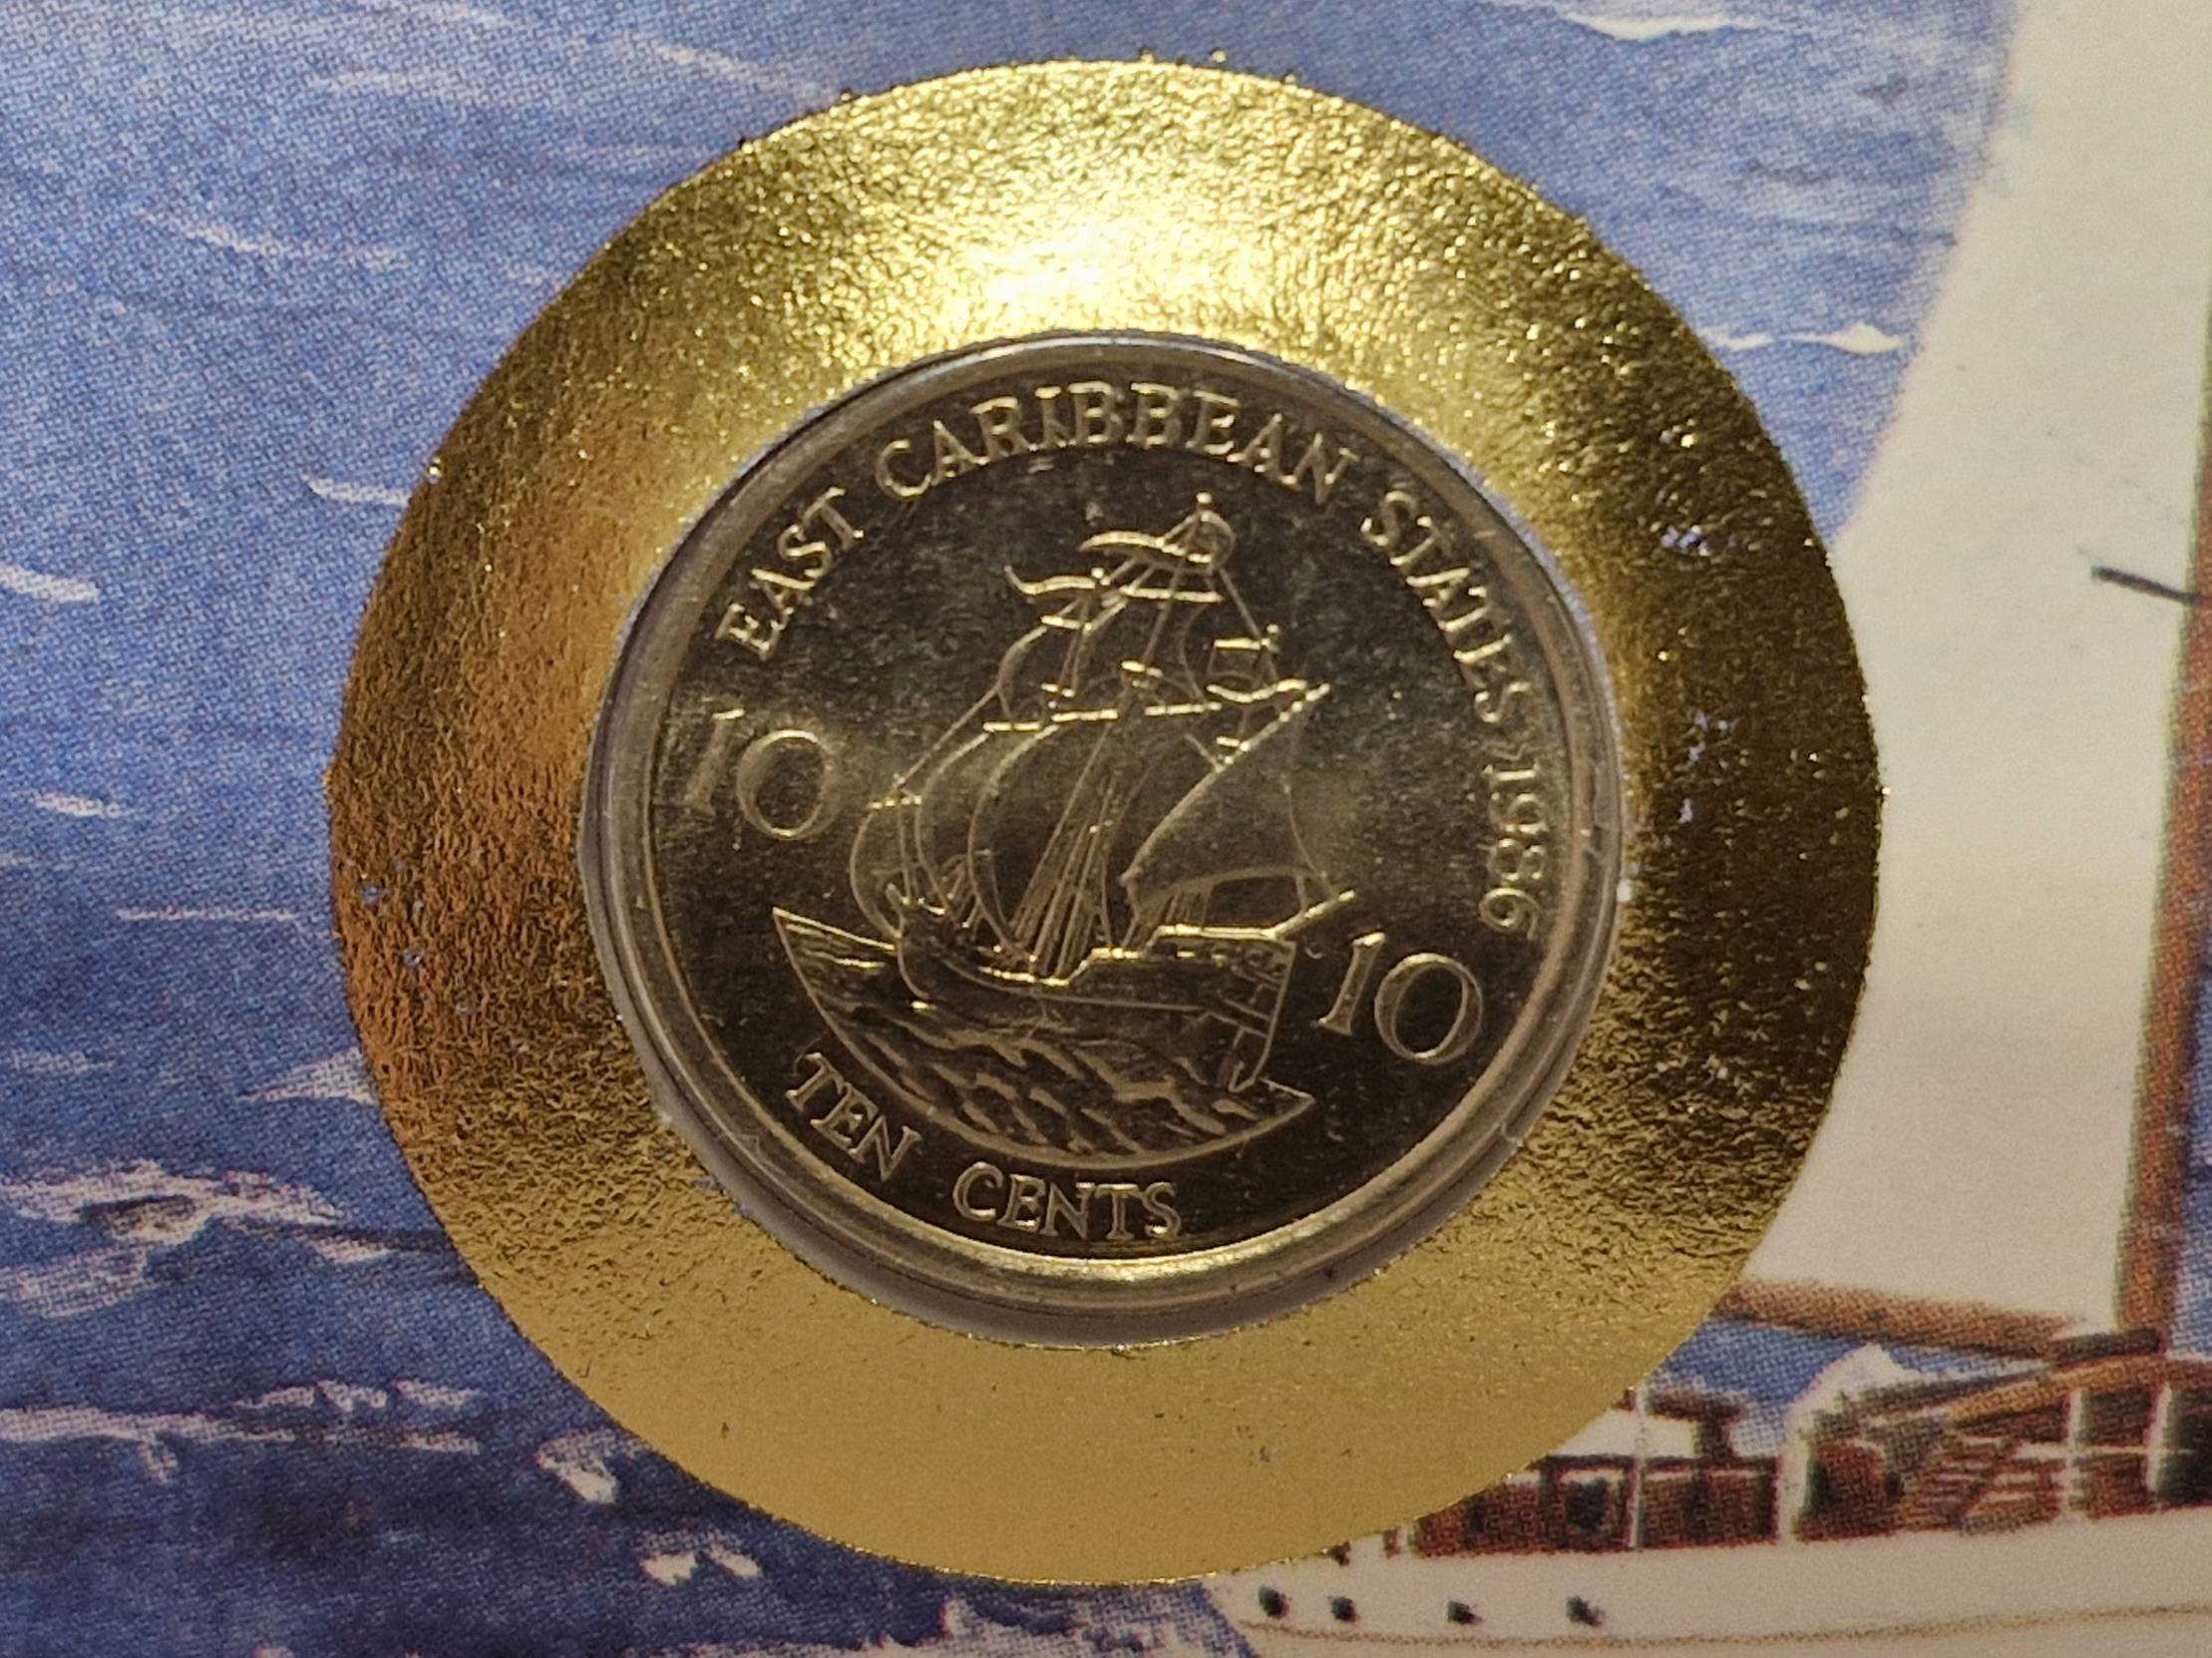 EAST CARIBBEAN STATES 1986
10
10
TEN CENTS